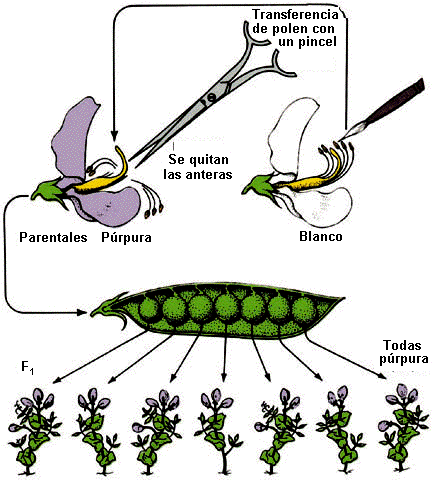 Transferencia
de polen con
un pincel
Se quitan
las anteras
Parentales Púrpura
Blanco
F1
Todas
púrpura